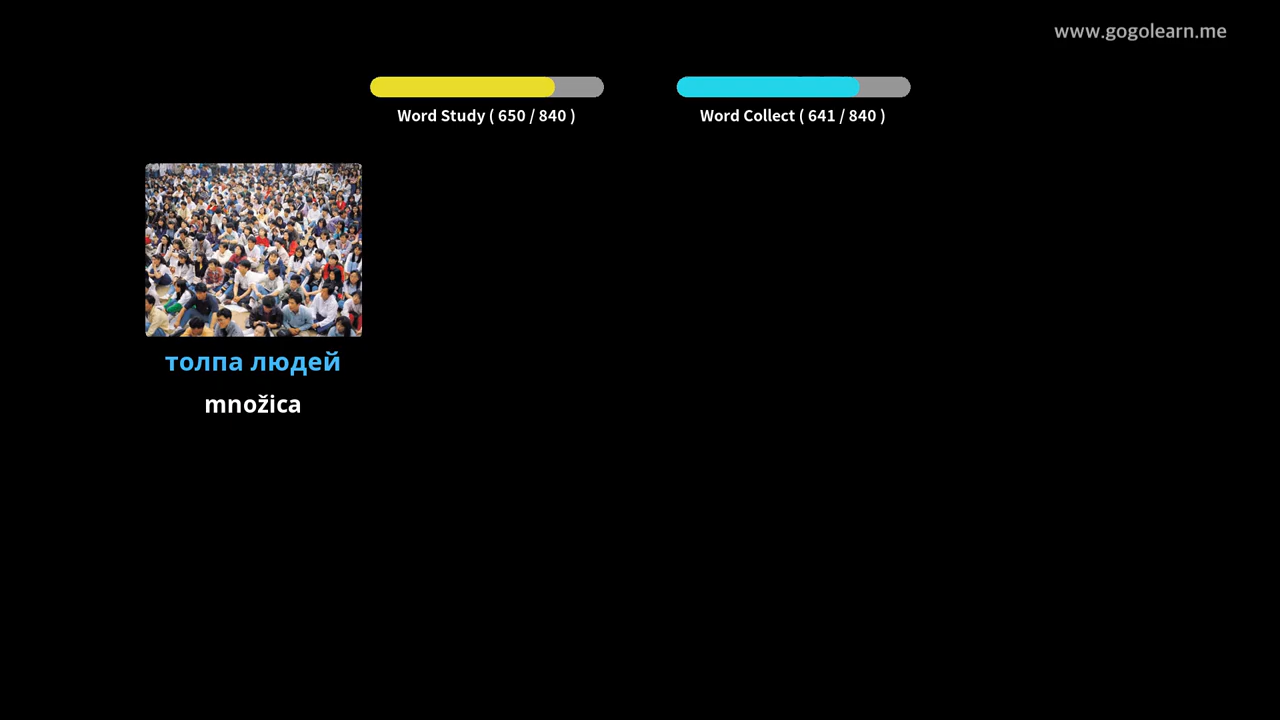 www.gogolearn.me
Word Study ( 650 / 840 )
Word Collect ( 641 / 840 )
толпа людей
množica